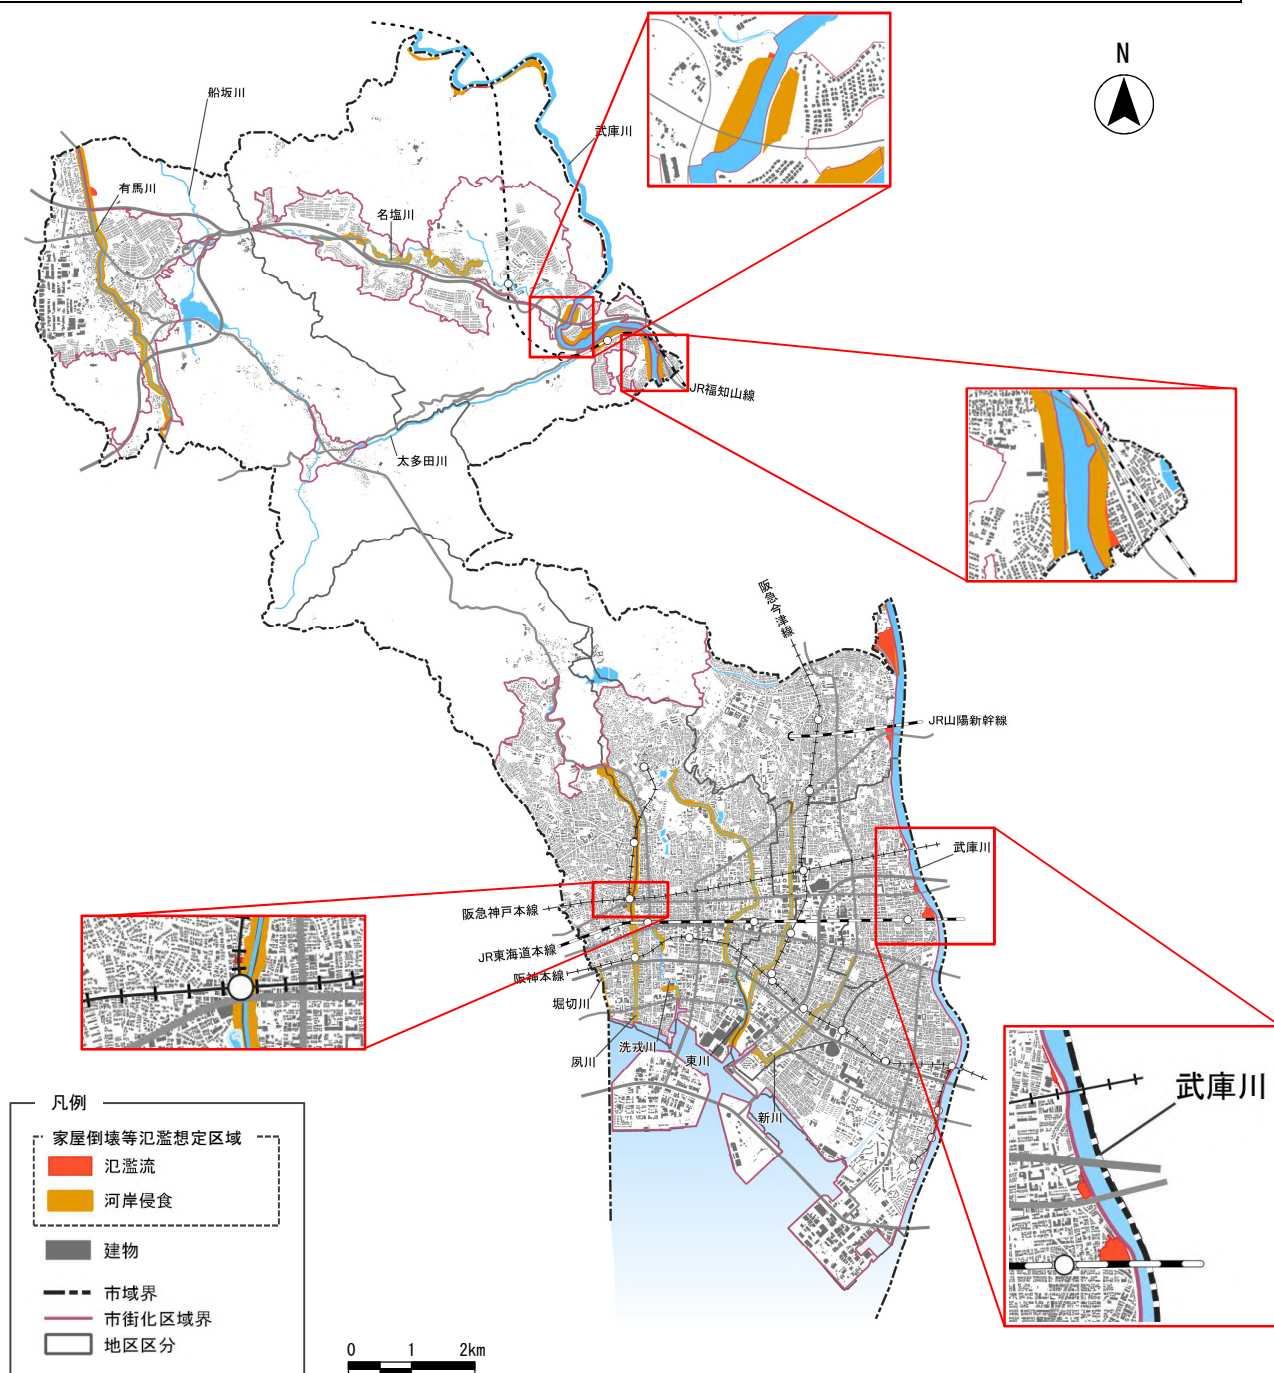 N
船坂川
武庫川
有馬川
名塩川
JR福知山線
太多田川
阪急今津線
JR山陽新幹線
武庫川
阪急神戸本線
JR東海道本線
阪神本線
堀切川
夙川
洗戎川
東川
新川
武庫川
凡例
家屋倒壊等氾濫想定区域
氾濫流
河岸侵食
建物
市域界
市街化区域界
地区区分
0 1 2km